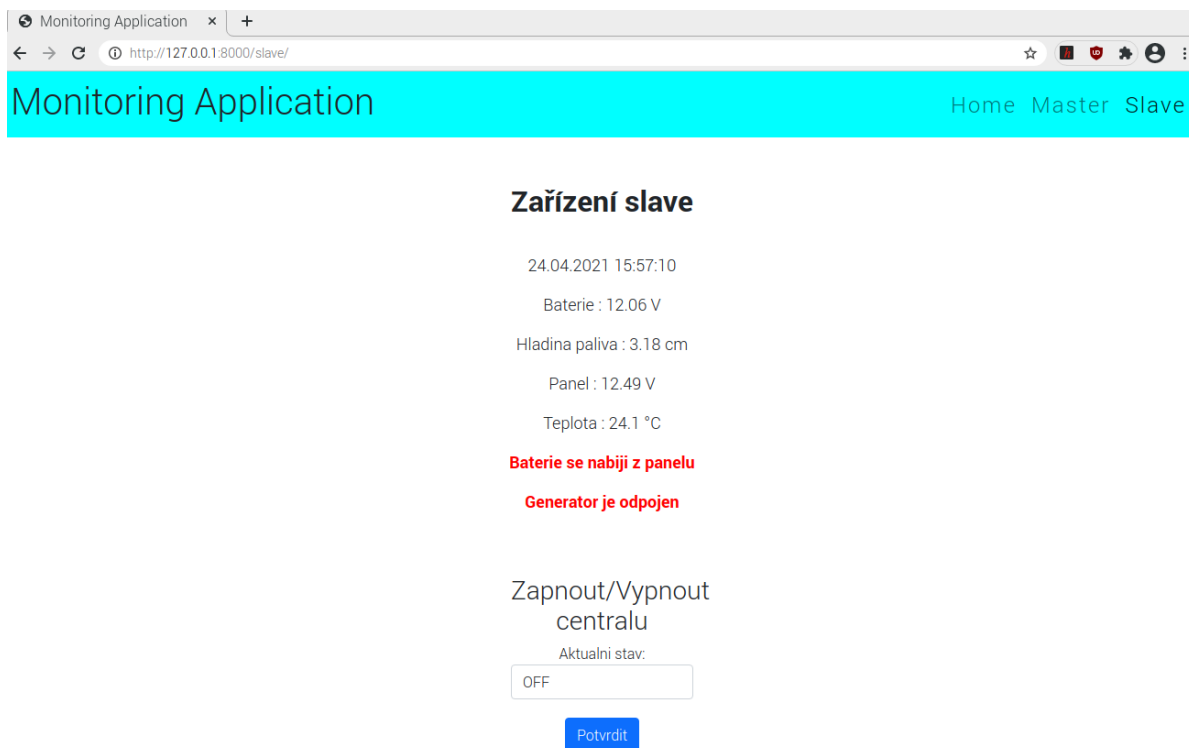 Monitoring Application
http://127.0.0.1:8000/slave/
Monitoring Application Home Master Slave
Zařízení slave
24.04.2021 15:57:10
Baterie : 12.06 V
Hladina paliva : 3.18 cm
Panel : 12.49 V
Teplota : 24.1 °C
Baterie se nabiji z panelu
Generator je odpojen
Zapnout/Vypnout
centralu
Aktualni stav:
OFF
Potvrdit